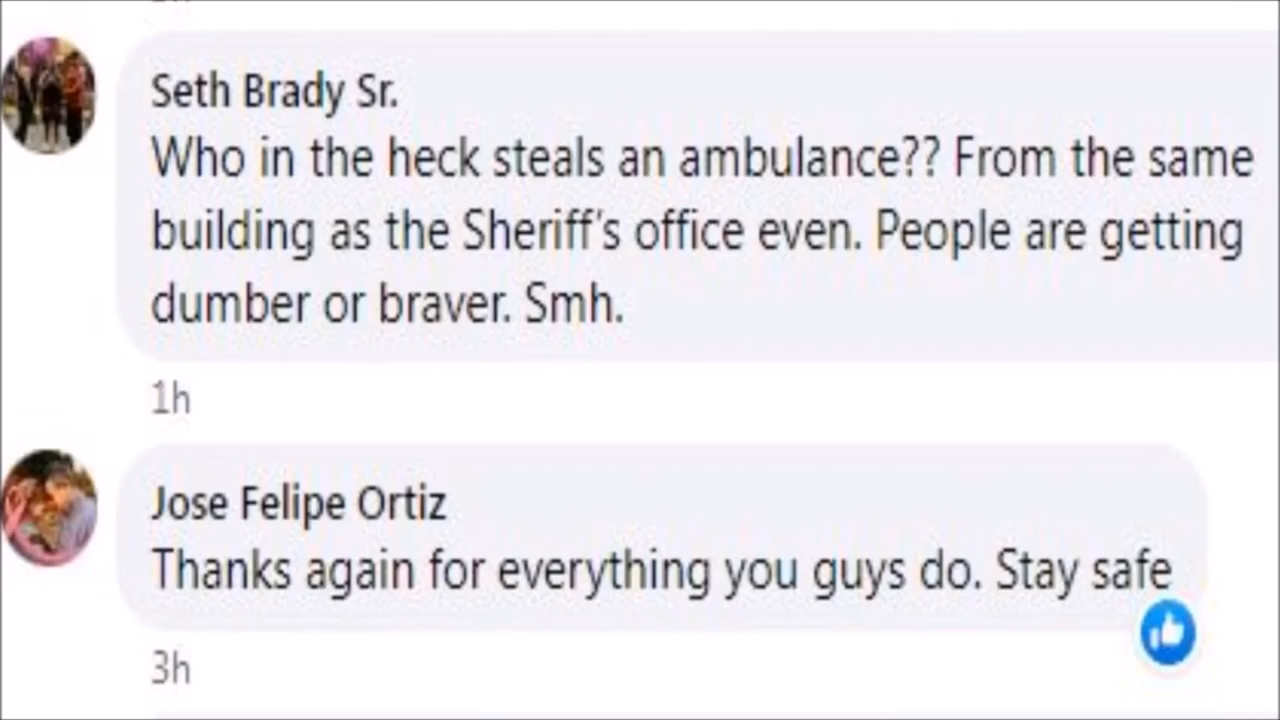 Seth Brady Sr.
Who in the heck steals an ambulance?? From the same
building as the Sheriff's office even. People are getting
dumber or braver. Smh.
1h
Jose Felipe Ortiz
Thanks again for everything you guys do. Stay safe
3h